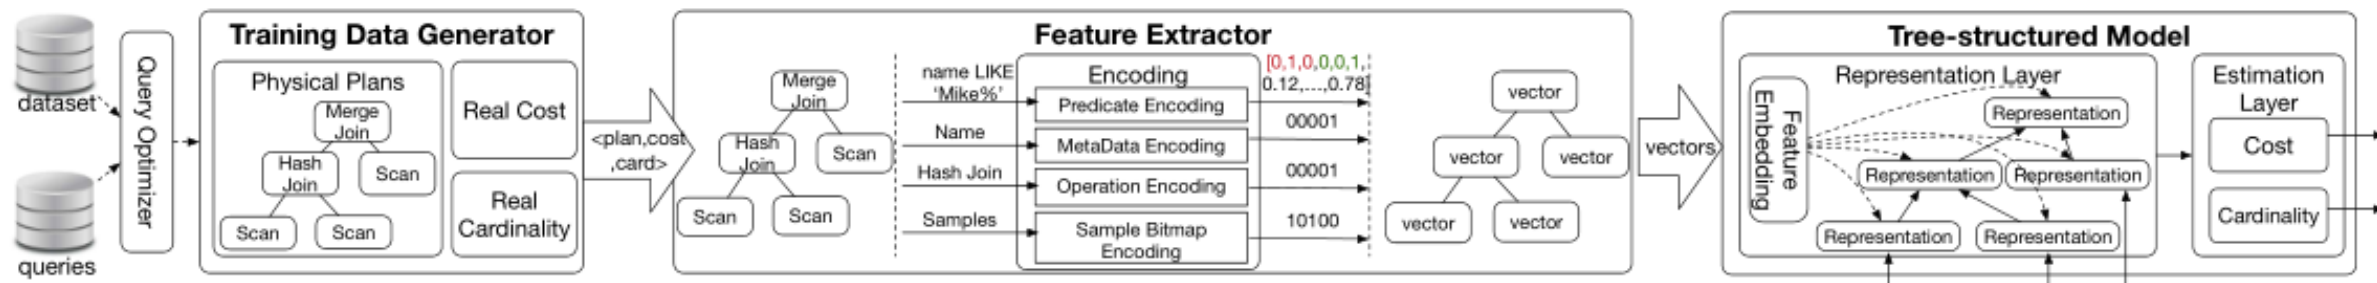 dataset
queries
Query Optimizer
Training Data Generator
Physical Plans
Merge
Join
Hash
Join
Scan
Scan
Scan
Real Cost
Real
Cardinality
<plan,cost
,card>
Feature Extractor
Merge
Join
Hash
Join
Scan
Scan
Scan
name LIKE
‘Mike%’
Name
Hash Join
Samples
Encoding
Predicate Encoding
MetaData Encoding
Operation Encoding
Sample Bitmap
Encoding
[0,1,0,0,0,1,
0.12,...,0.78]
00001
00001
10100
vector
vector
vector
vector
vector
vectors
Tree-structured Model
Feature
Embedding
Representation Layer
Representation
Representation
Representation
Representation
Representation
Estimation
Layer
Cost
Cardinality